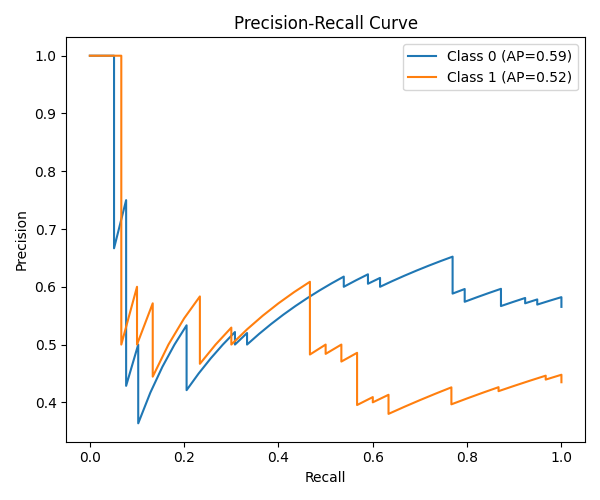 Precision-Recall Curve
Class 0 (AP=0.59)
Class 1 (AP=0.52)
Precision
1.0
0.9
0.8
0.7
0.6
0.5
0.4
0.0 0.2 0.4 0.6 0.8 1.0
Recall